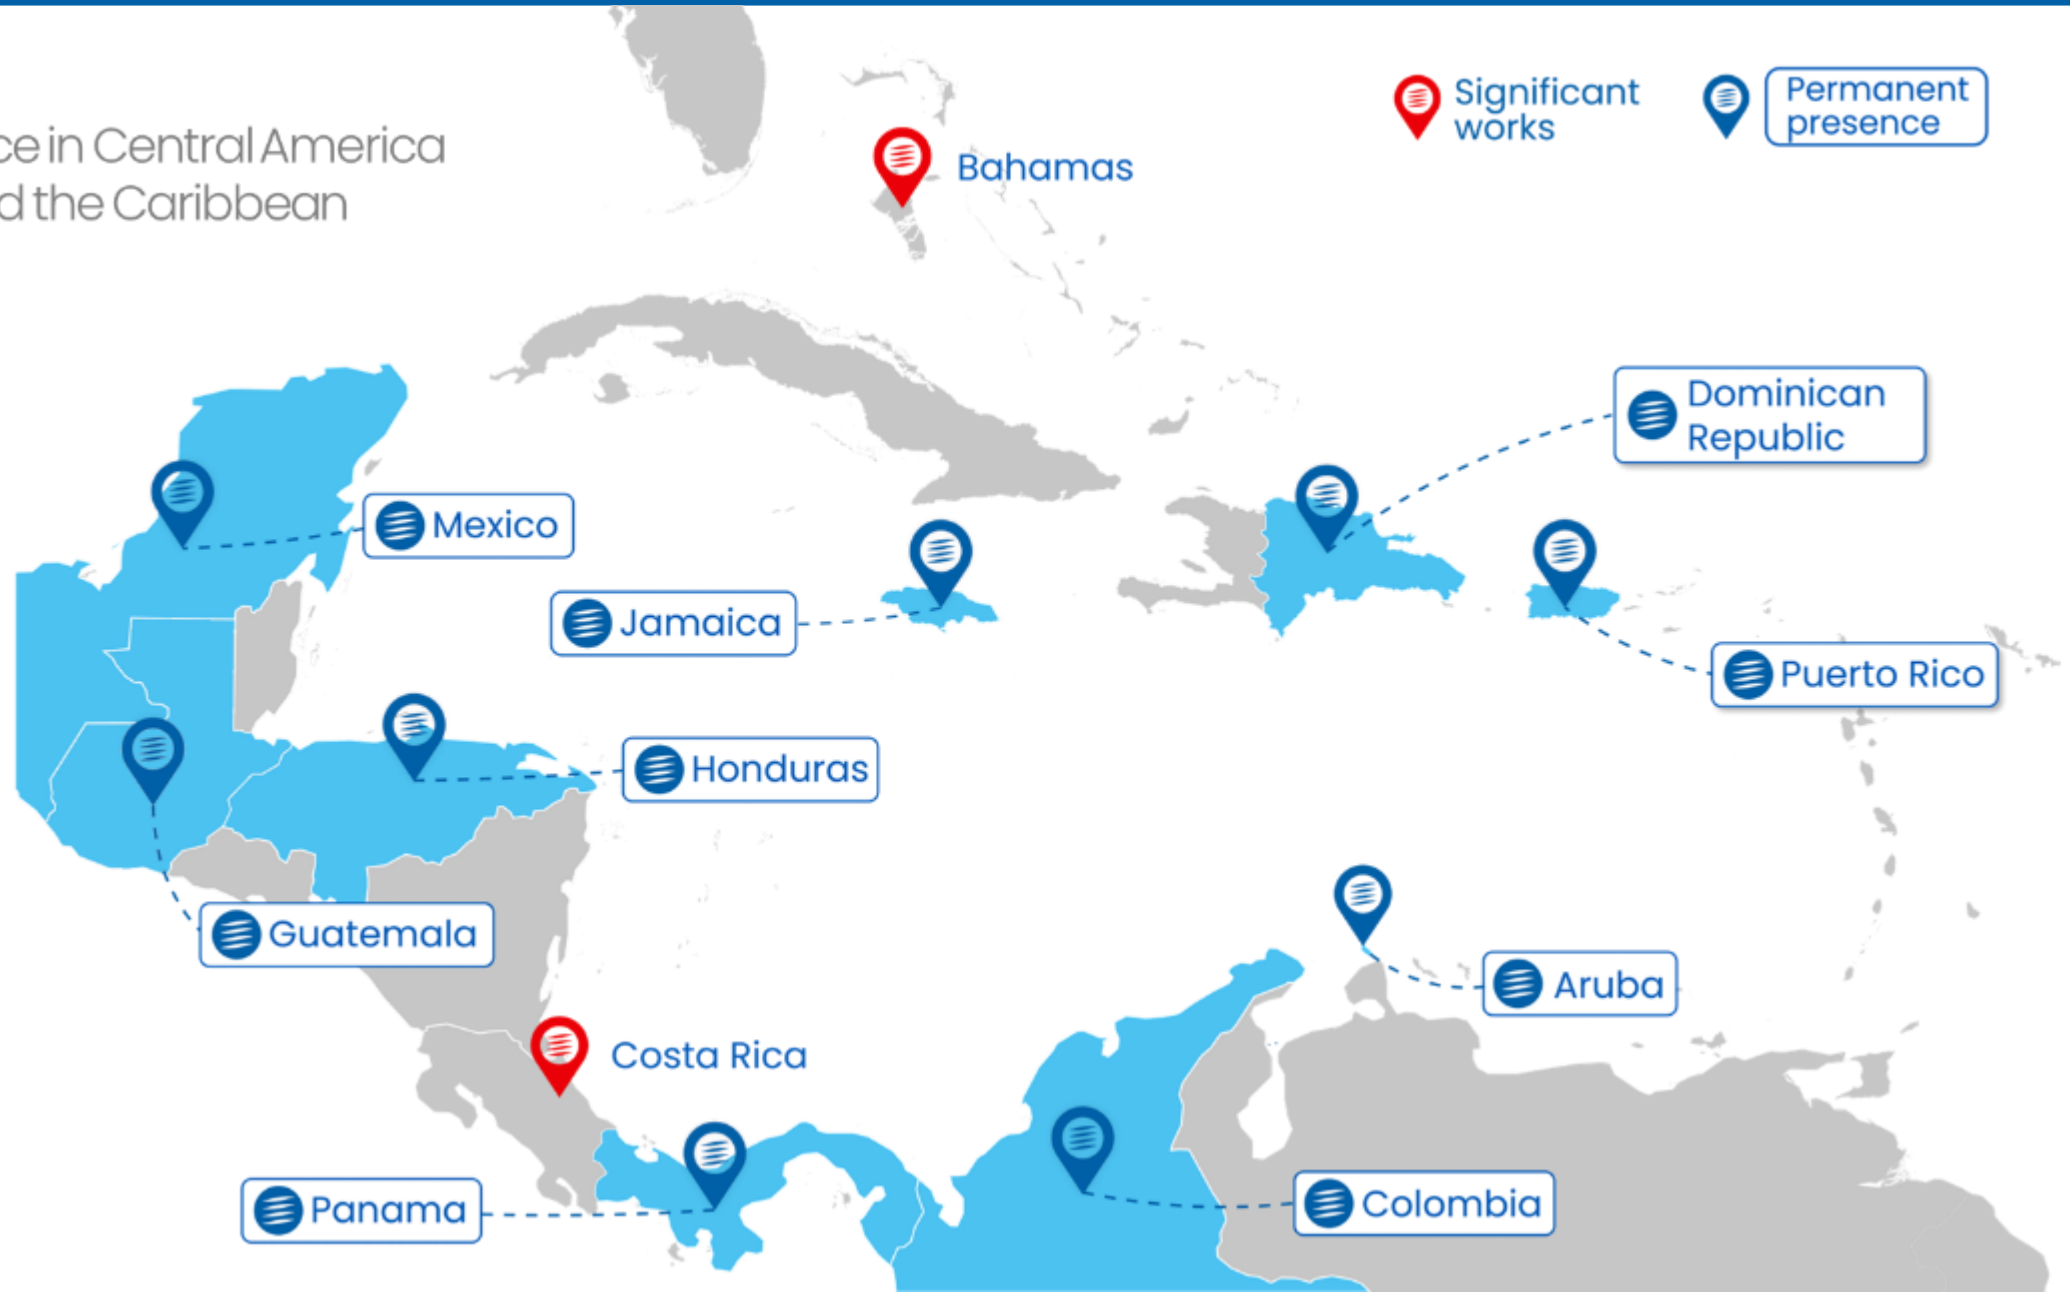 ce in Central America
d the Caribbean
Significant
works
Permanent
presence
Bahamas
Dominican
Republic
Mexico
Jamaica
Puerto Rico
Honduras
Guatemala
Aruba
Costa Rica
Panama
Colombia